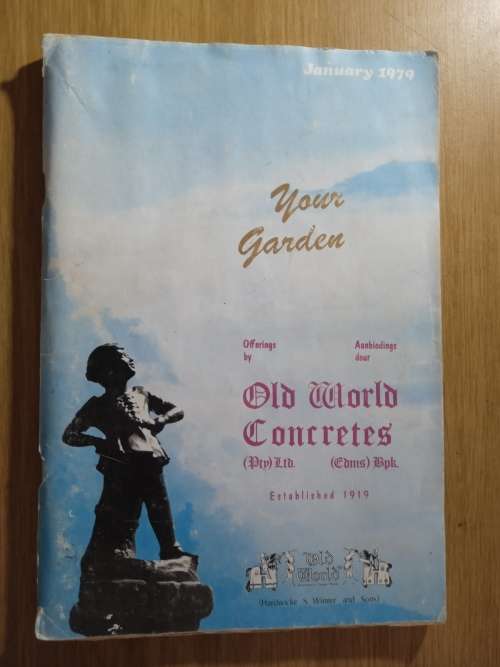 January 1979
Your
Garden
Offerings
by
Aanbiedings
deur
Old World
Concretes
(Pty) Ltd. (Edms) Bpk.
Established 1919
Old
World
Winter and Sons)